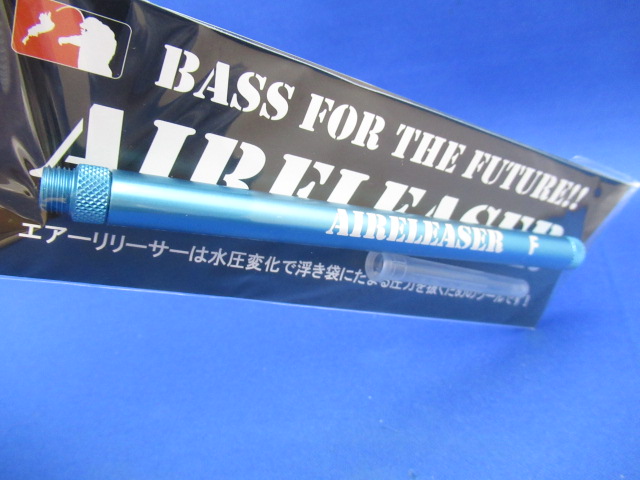 BASS FOR THE FUTURE!!
AIRELEASER
AIRELEASER F
エアーリリーサーは水圧変化で浮き袋にたまる圧力を抜くためのツールです!